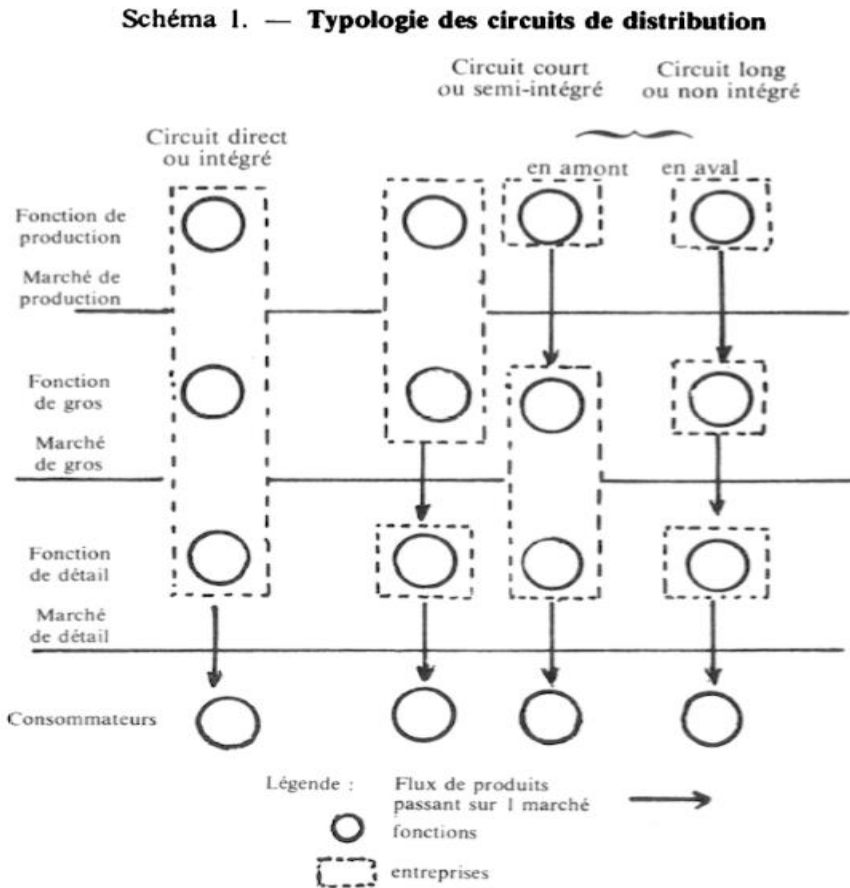 Schéma 1. — Typologie des circuits de distribution
Circuit court
ou semi-intégré
Circuit long
ou non intégré
Circuit direct
ou intégré
en amont
en aval
Fonction de
production
Marché de
production
Fonction
de gros
Marché
de gros
Fonction
de détail
Marché
de détail
Consommateurs
Légende :
Flux de produits
passant sur 1 marché
fonctions
entreprises